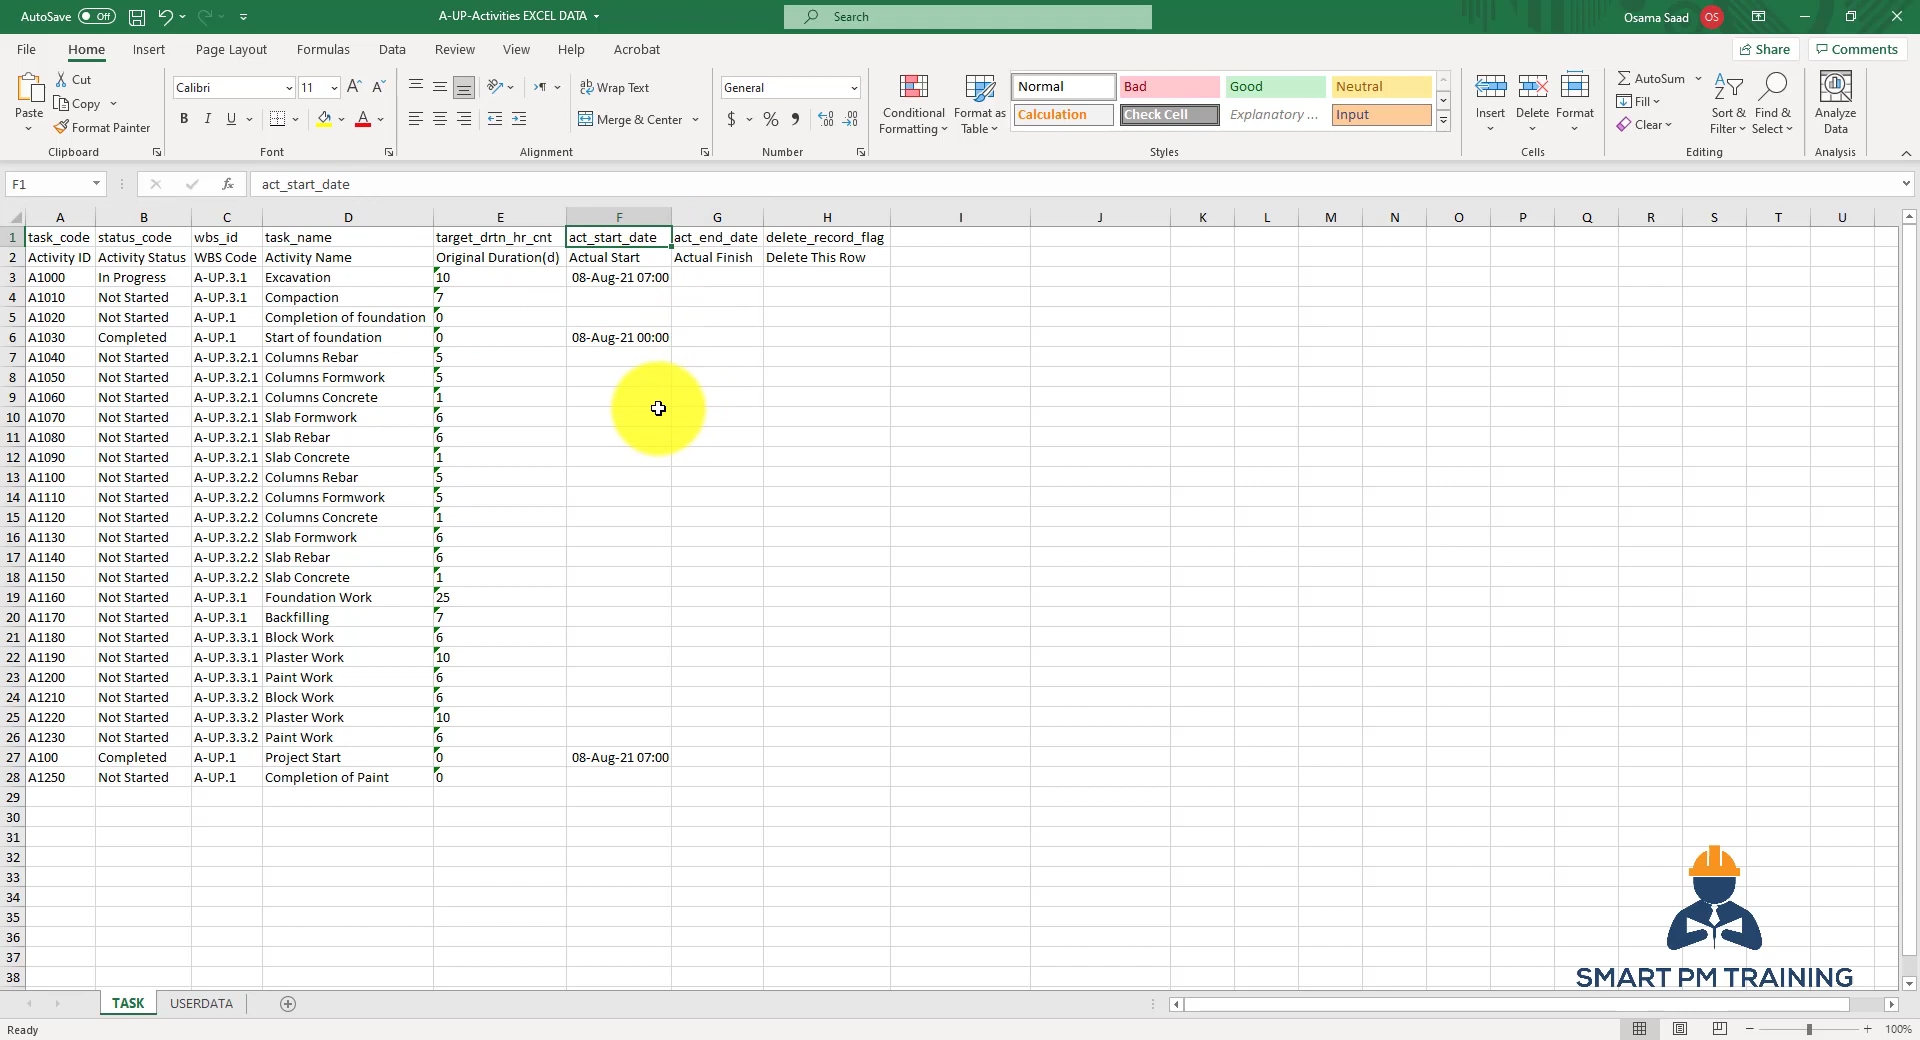 AutoSave Off A-UP-Activities EXCEL DATA Search Osama Saad OS
File Home Insert Page Layout Formulas Data Review View Help Acrobat Share Comments
Paste Cut Copy Format Painter Clipboard
Calibri 11 A A B I U A Font
Wrap Text Merge & Center Alignment
General $ % Number
Conditional Formatting Format as Table Normal Bad Good Neutral Calculation Check Cell Explanatory ... Input Styles
Insert Delete Format Cells
AutoSum Fill Clear Sort & Filter Find & Select Editing
Analyze Data Analysis
F1 fx act_start_date
A B C D E F G H I J K L M N O P Q R S T U
1 task_code status_code wbs_id task_name target_drtn_hr_cnt act_start_date act_end_date delete_record_flag
2 Activity ID Activity Status WBS Code Activity Name Original Duration(d) Actual Start Actual Finish Delete This Row
3 A1000 In Progress A-UP.3.1 Excavation 10 08-Aug-21 07:00
4 A1010 Not Started A-UP.3.1 Compaction 7
5 A1020 Not Started A-UP.1 Completion of foundation 0
6 A1030 Completed A-UP.1 Start of foundation 0 08-Aug-21 00:00
7 A1040 Not Started A-UP.3.2.1 Columns Rebar 5
8 A1050 Not Started A-UP.3.2.1 Columns Formwork 5
9 A1060 Not Started A-UP.3.2.1 Columns Concrete 1
10 A1070 Not Started A-UP.3.2.1 Slab Formwork 6
11 A1080 Not Started A-UP.3.2.1 Slab Rebar 6
12 A1090 Not Started A-UP.3.2.1 Slab Concrete 1
13 A1100 Not Started A-UP.3.2.2 Columns Rebar 5
14 A1110 Not Started A-UP.3.2.2 Columns Formwork 5
15 A1120 Not Started A-UP.3.2.2 Columns Concrete 1
16 A1130 Not Started A-UP.3.2.2 Slab Formwork 6
17 A1140 Not Started A-UP.3.2.2 Slab Rebar 6
18 A1150 Not Started A-UP.3.2.2 Slab Concrete 1
19 A1160 Not Started A-UP.3.1 Foundation Work 25
20 A1170 Not Started A-UP.3.1 Backfilling 7
21 A1180 Not Started A-UP.3.3.1 Block Work 6
22 A1190 Not Started A-UP.3.3.1 Plaster Work 10
23 A1200 Not Started A-UP.3.3.1 Paint Work 6
24 A1210 Not Started A-UP.3.3.2 Block Work 6
25 A1220 Not Started A-UP.3.3.2 Plaster Work 10
26 A1230 Not Started A-UP.3.3.2 Paint Work 6
27 A100 Completed A-UP.1 Project Start 0 08-Aug-21 07:00
28 A1250 Not Started A-UP.1 Completion of Paint 0
29
30
31
32
33
34
35
36
37
38
SMART PM TRAINING
TASK USERDATA
Ready 100%